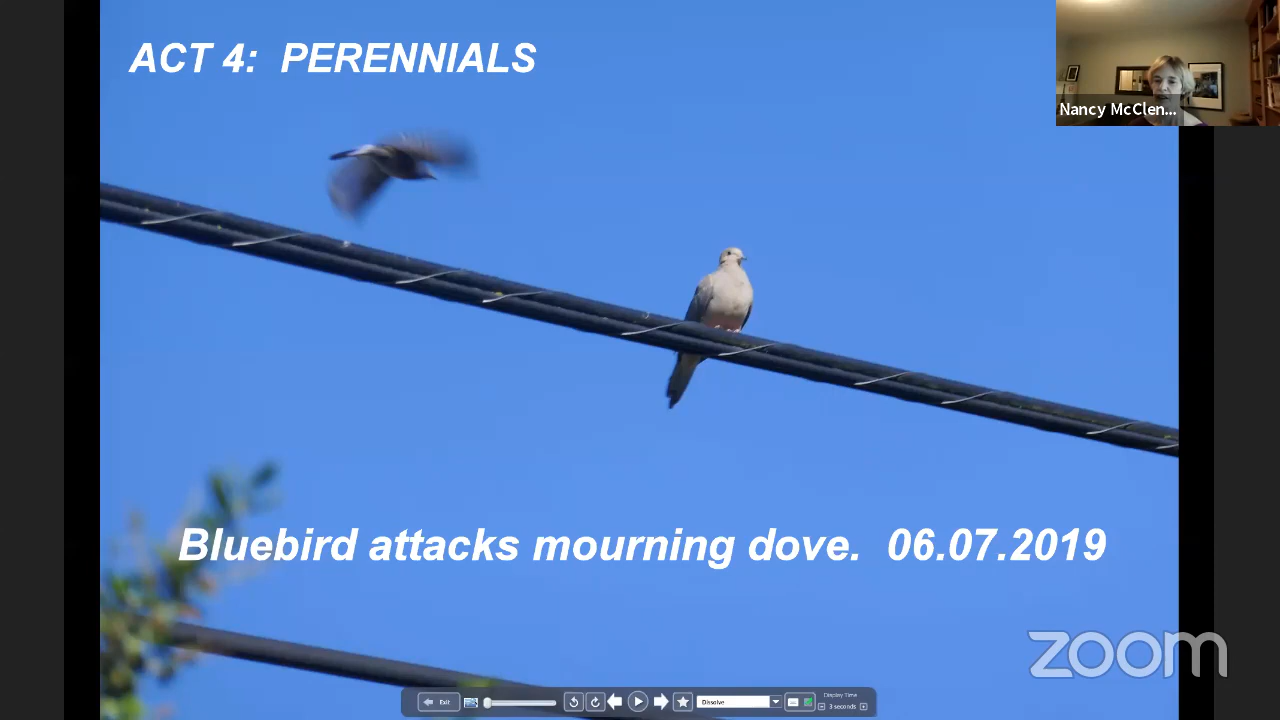 ACT 4:  PERENNIALS
Nancy McClen...
Bluebird attacks mourning dove.  06.07.2019
zoom
Exit
Dissolve
Display Time
3 seconds